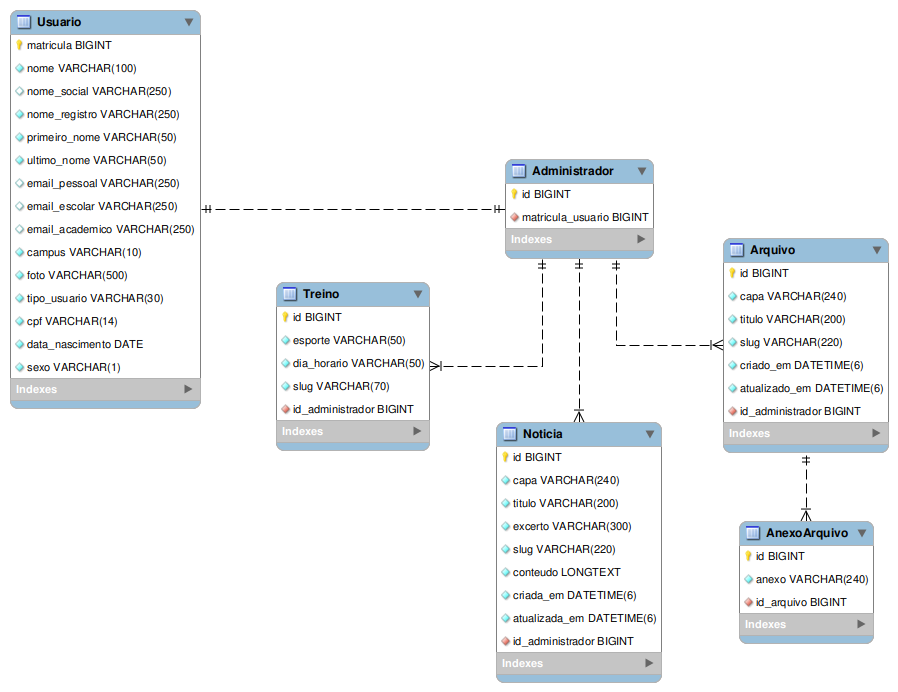 Usuario
matricula BIGINT
nome VARCHAR(100)
nome_social VARCHAR(250)
nome_registro VARCHAR(250)
primeiro_nome VARCHAR(50)
ultimo_nome VARCHAR(50)
email_pessoal VARCHAR(250)
email_escolar VARCHAR(250)
email_academico VARCHAR(250)
campus VARCHAR(10)
foto VARCHAR(500)
tipo_usuario VARCHAR(30)
cpf VARCHAR(14)
data_nascimento DATE
sexo VARCHAR(1)
Indexes
Administrador
id BIGINT
matricula_usuario BIGINT
Indexes
Treino
id BIGINT
esporte VARCHAR(50)
dia_horario VARCHAR(50)
slug VARCHAR(70)
id_administrador BIGINT
Indexes
Noticia
id BIGINT
capa VARCHAR(240)
titulo VARCHAR(200)
excerto VARCHAR(300)
slug VARCHAR(220)
conteudo LONGTEXT
criada_em DATETIME(6)
atualizada_em DATETIME(6)
id_administrador BIGINT
Indexes
Arquivo
id BIGINT
capa VARCHAR(240)
titulo VARCHAR(200)
slug VARCHAR(220)
criado_em DATETIME(6)
atualizado_em DATETIME(6)
id_administrador BIGINT
Indexes
AnexoArquivo
id BIGINT
anexo VARCHAR(240)
id_arquivo BIGINT
Indexes